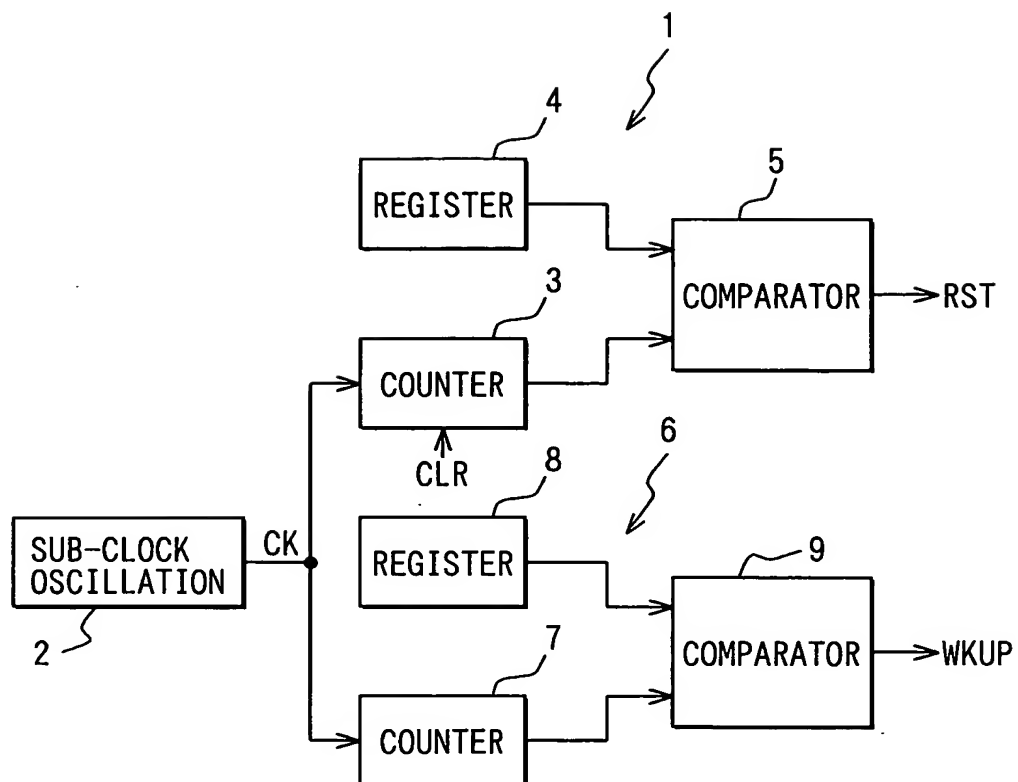 1
4
REGISTER
5
COMPARATOR
RST
3
COUNTER
CLR
6
8
REGISTER
SUB-CLOCK
OSCILLATION
CK
2
9
COMPARATOR
WKUP
7
COUNTER